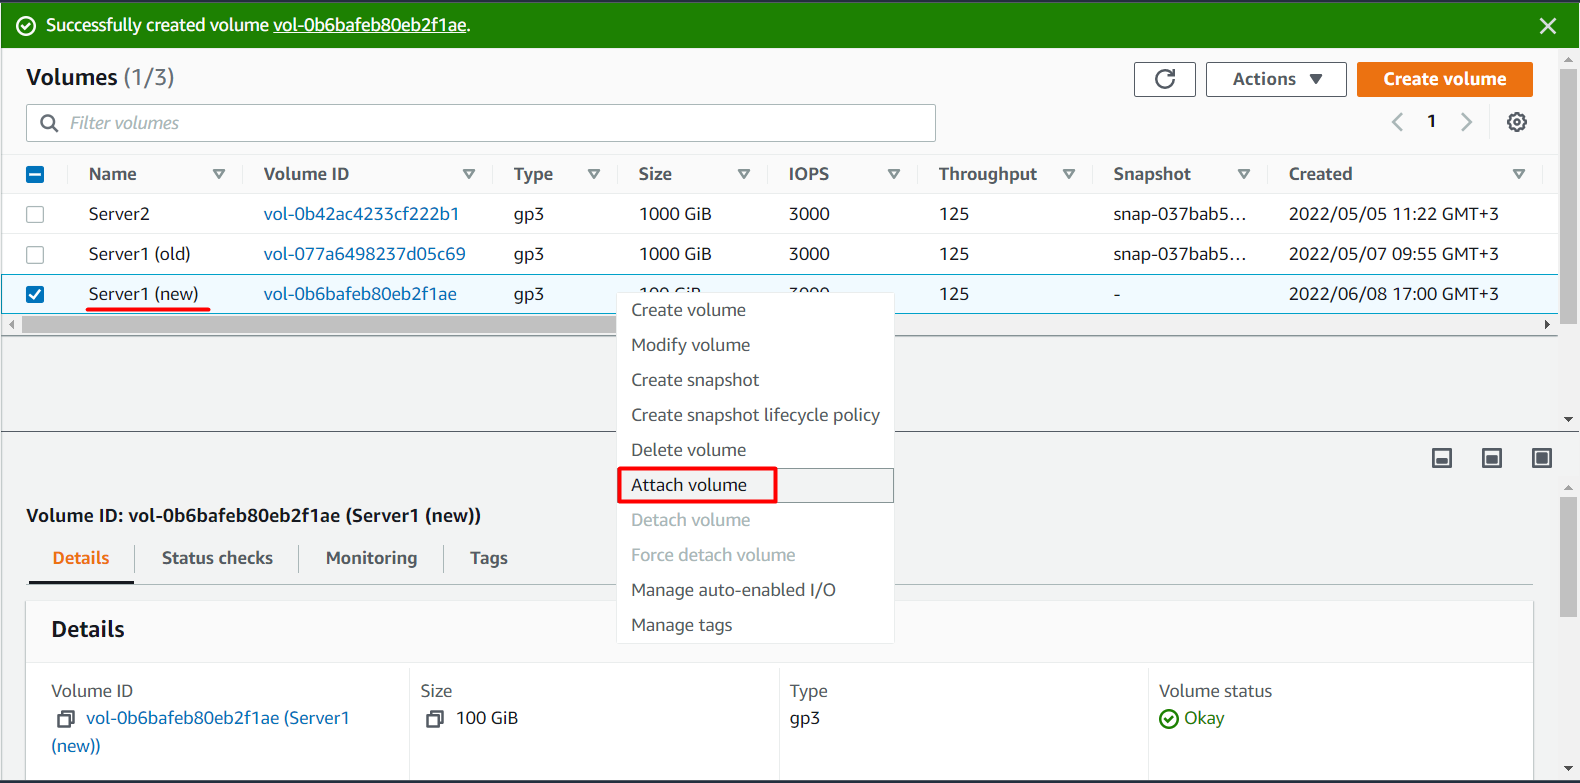 Successfully created volume vol-0b6bafeb80eb2f1ae.
Volumes (1/3)
Actions
Create volume
Filter volumes
1
Name Volume ID Type Size IOPS Throughput Snapshot Created
Server2 vol-0b42ac4233cf222b1 gp3 1000 GiB 3000 125 snap-037bab5... 2022/05/05 11:22 GMT+3
Server1 (old) vol-077a6498237d05c69 gp3 1000 GiB 3000 125 snap-037bab5... 2022/05/07 09:55 GMT+3
Server1 (new) vol-0b6bafeb80eb2f1ae gp3 100 GiB 3000 125 - 2022/06/08 17:00 GMT+3
Create volume
Modify volume
Create snapshot
Create snapshot lifecycle policy
Delete volume
Attach volume
Detach volume
Force detach volume
Manage auto-enabled I/O
Manage tags
Volume ID: vol-0b6bafeb80eb2f1ae (Server1 (new))
Details Status checks Monitoring Tags
Details
Volume ID
vol-0b6bafeb80eb2f1ae (Server1
(new))
Size
100 GiB
Type
gp3
Volume status
Okay